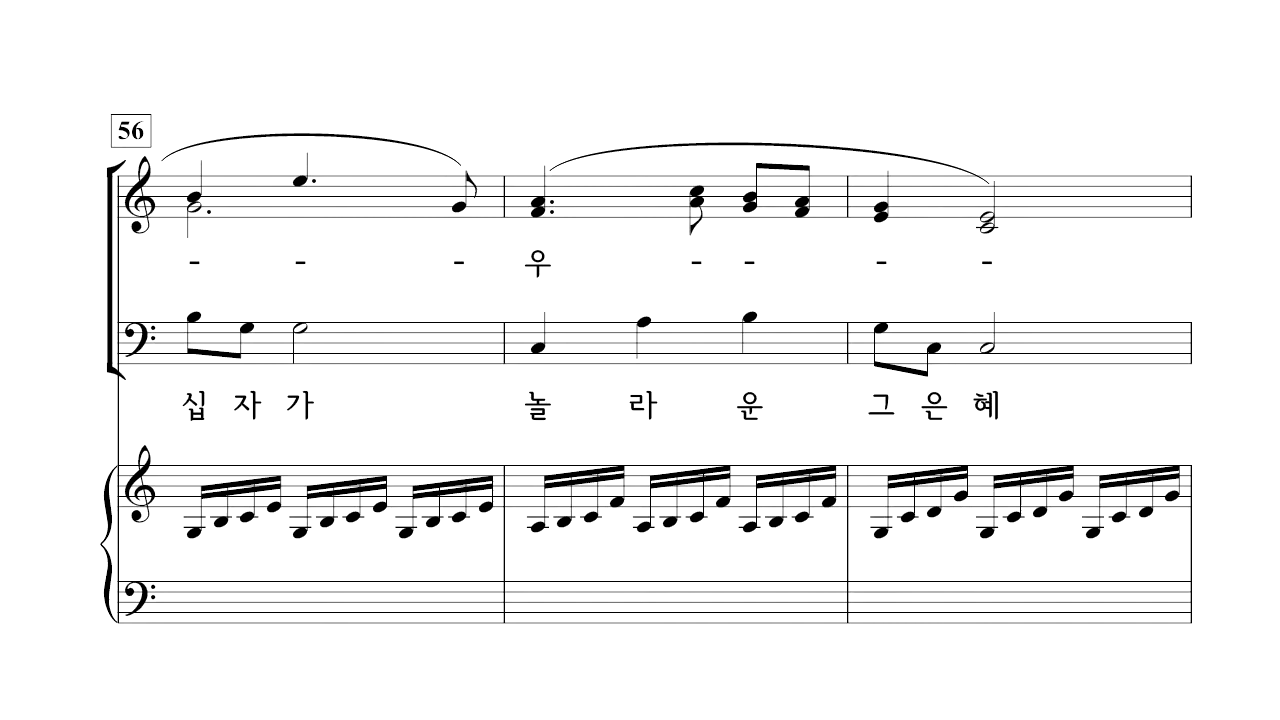 56
- - - 우 - - - -
십 자 가 놀 라 운 그 은 혜